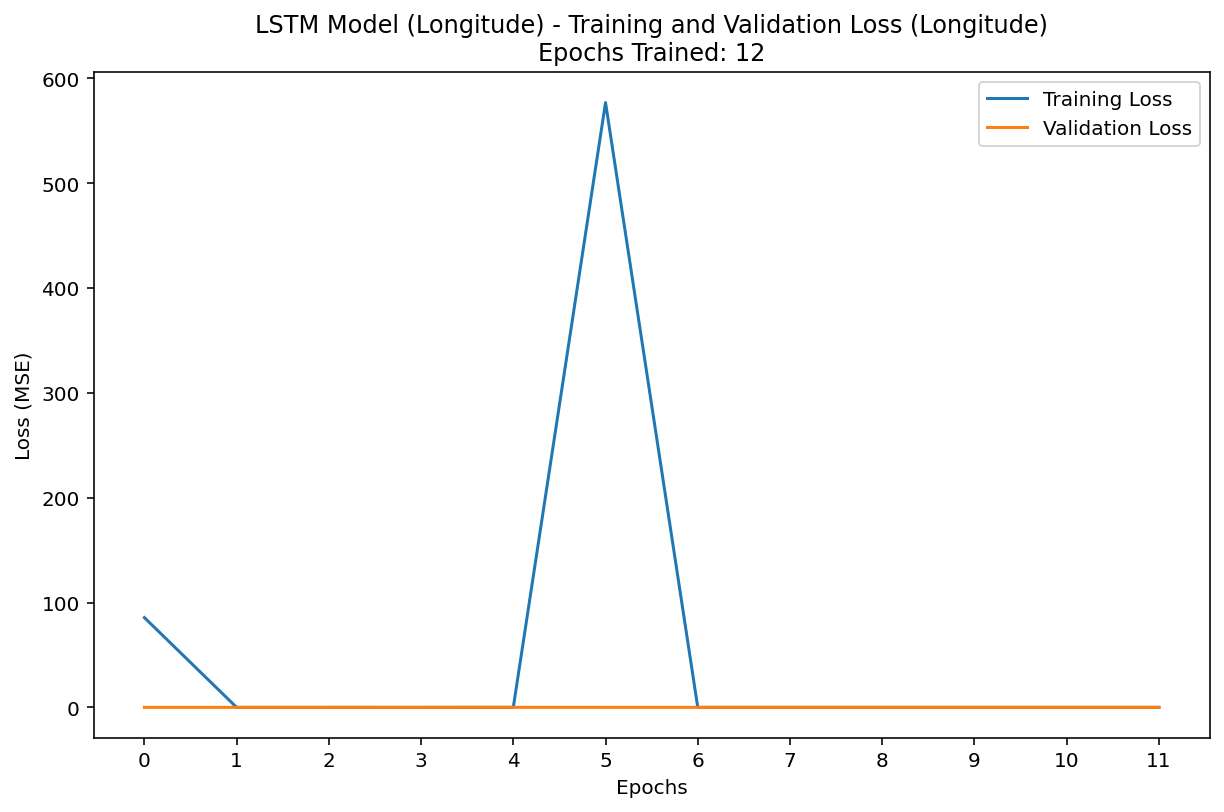 LSTM Model (Longitude) - Training and Validation Loss (Longitude)
Epochs Trained: 12
Training Loss
Validation Loss
600
500
400
300
200
100
0
Loss (MSE)
0 1 2 3 4 5 6 7 8 9 10 11
Epochs